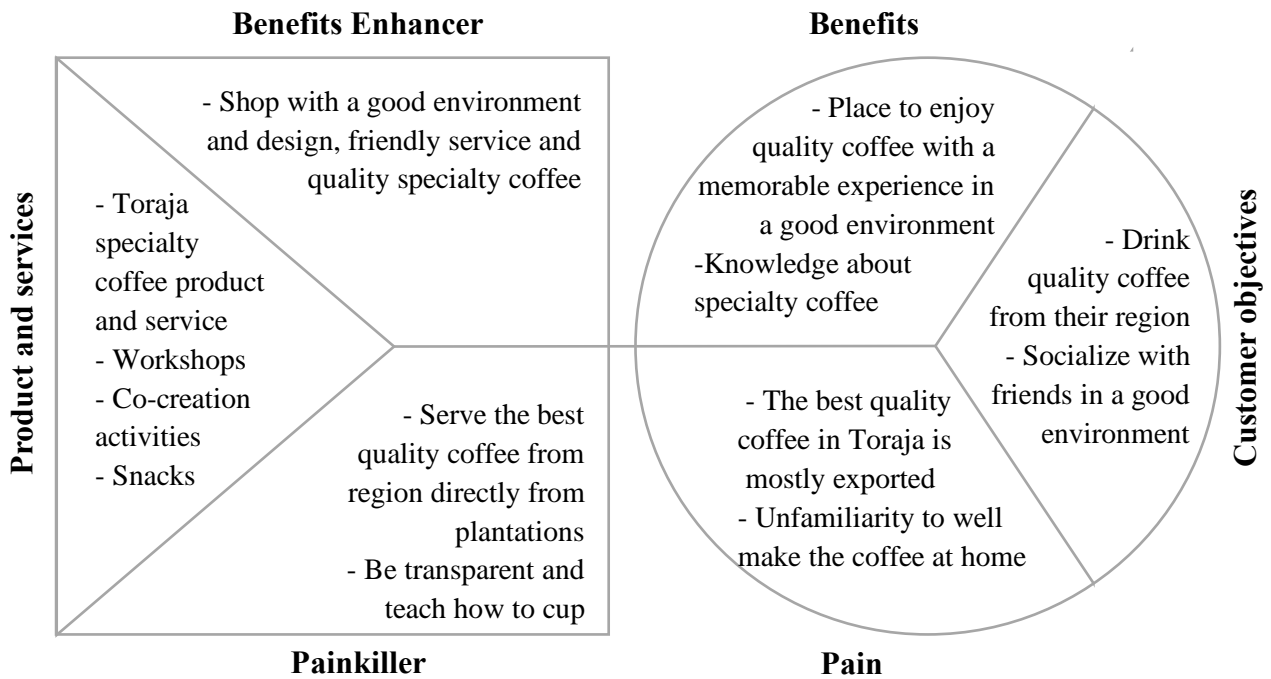 Benefits Enhancer
Benefits
- Shop with a good environment
and design, friendly service and
quality specialty coffee
Product and services
- Toraja
specialty
coffee product
and service
- Workshops
- Co-creation
activities
- Snacks
- Serve the best
quality coffee from
region directly from
plantations
- Be transparent and
teach how to cup
Painkiller
- Place to enjoy
quality coffee with a
memorable experience in
a good environment
-Knowledge about
specialty coffee
- Drink
quality coffee
from their region
- Socialize with
friends in a good
environment
Customer objectives
- The best quality
coffee in Toraja is
mostly exported
- Unfamiliarity to well
make the coffee at home
Pain